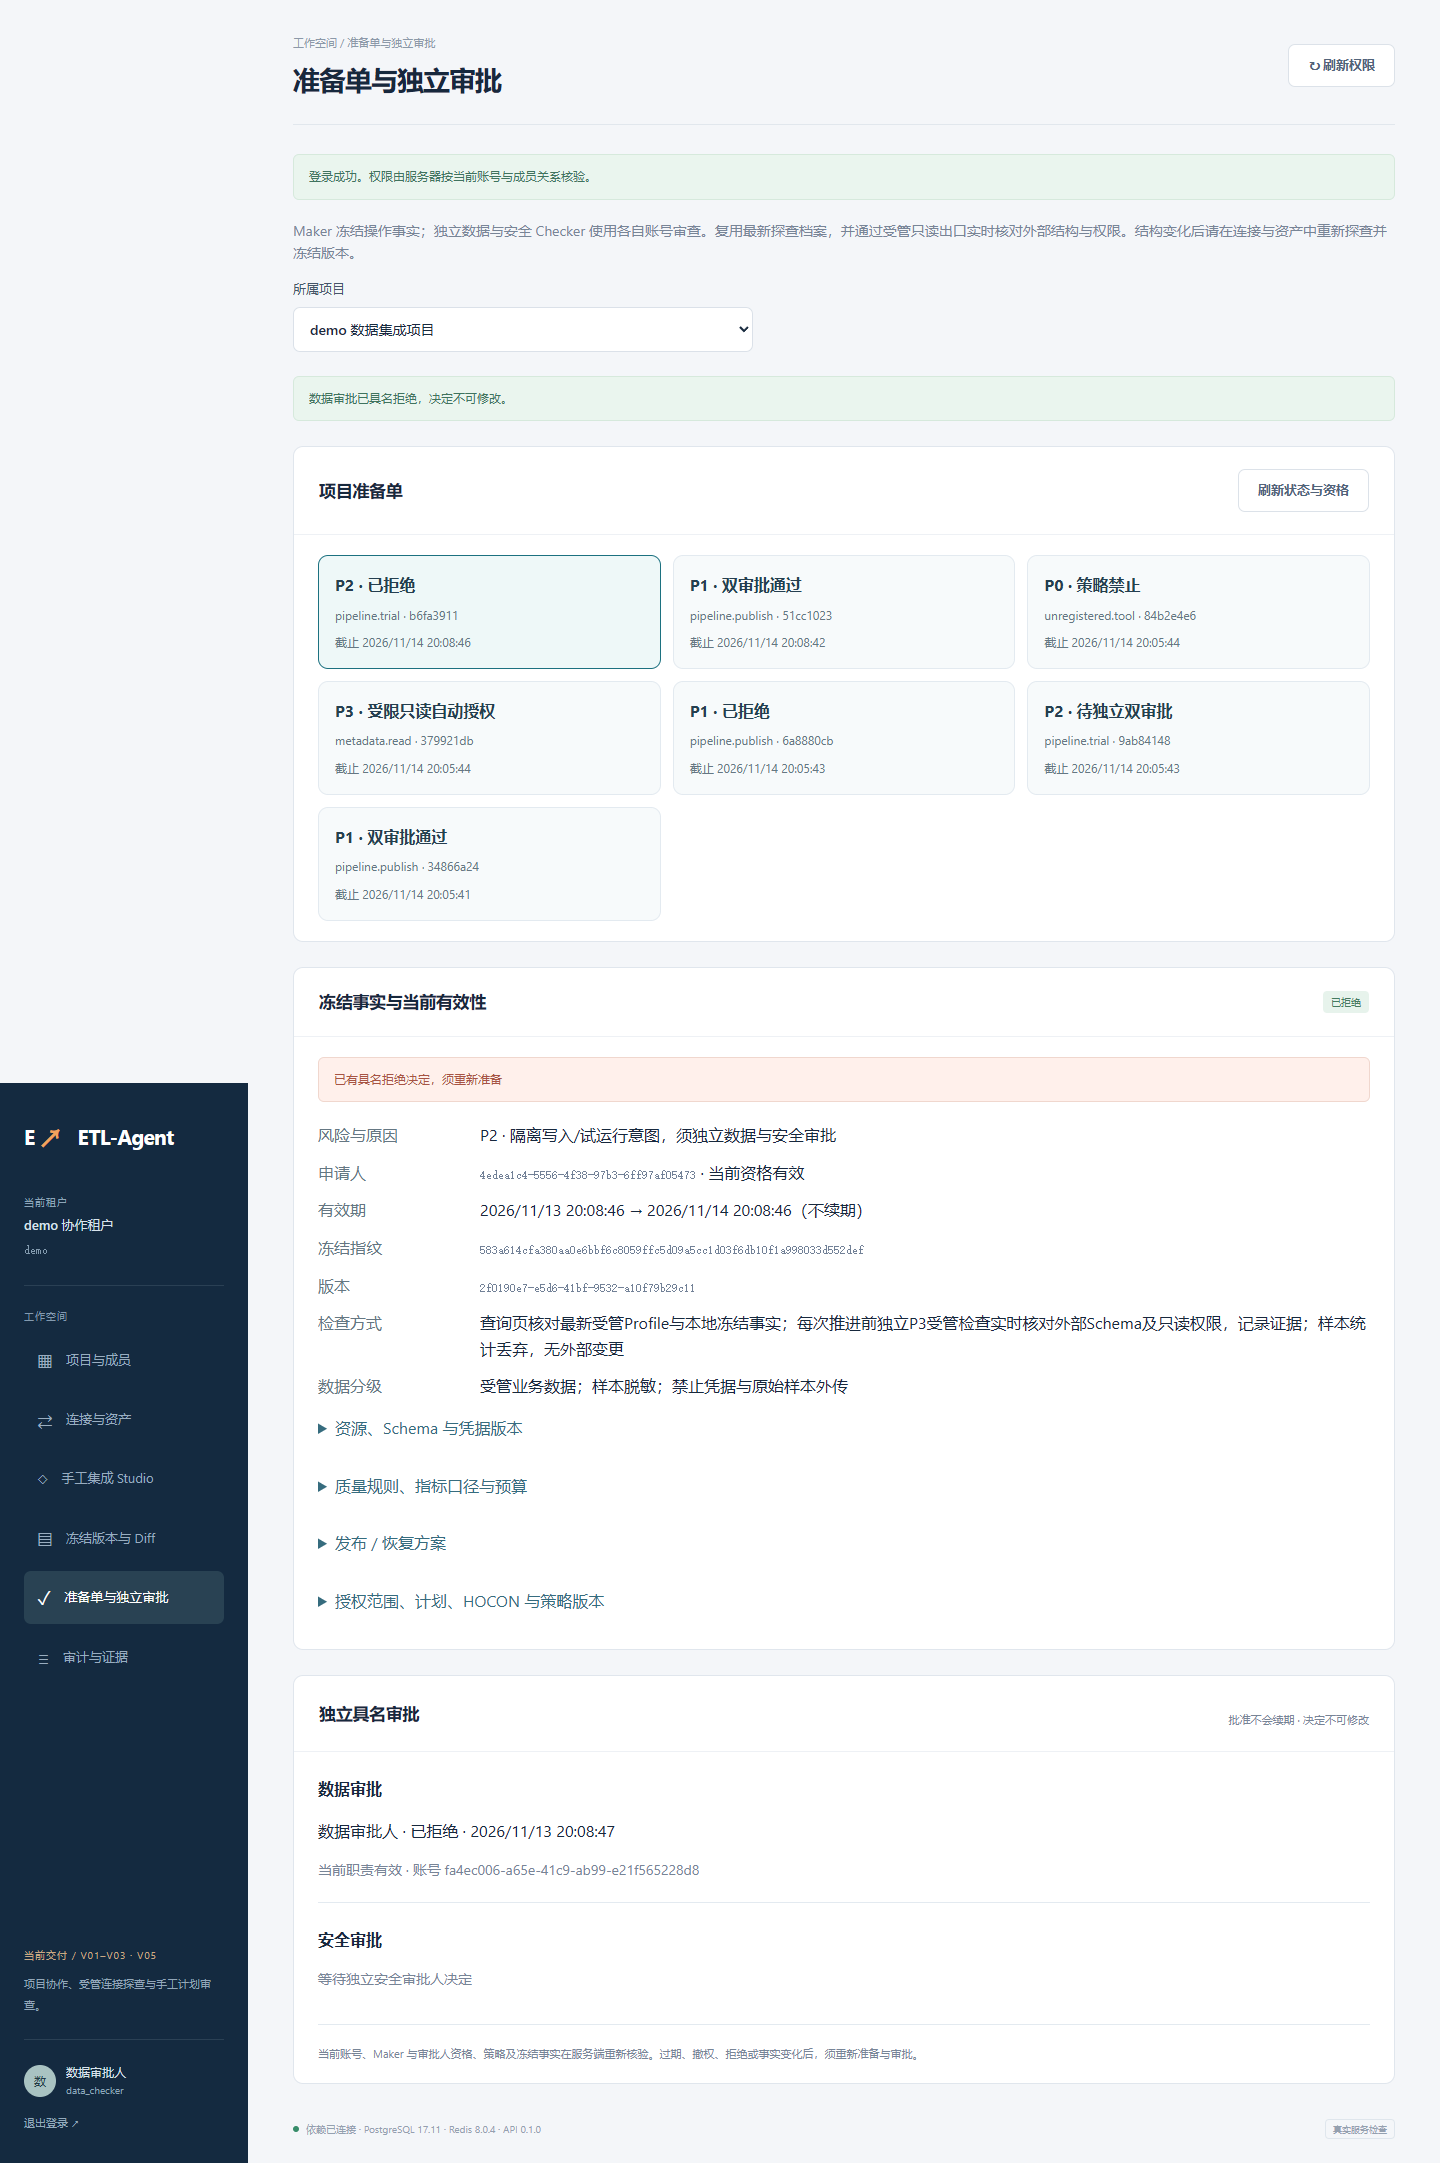 工作空间 / 准备单与独立审批
准备单与独立审批
↻ 刷新权限
登录成功。权限由服务器按当前账号与成员关系核验。
Maker 冻结操作事实；独立数据与安全 Checker 使用各自账号审查。复用最新探查档案，并通过受管只读出口实时核对外部结构与权限。结构变化后请在连接与资产中重新探查并
冻结版本。
所属项目
demo 数据集成项目
数据审批已具名拒绝，决定不可修改。
项目准备单
刷新状态与资格
P2 · 已拒绝
pipeline.trial · b6fa3911
截止 2026/11/14 20:08:46
P1 · 双审批通过
pipeline.publish · 51cc1023
截止 2026/11/14 20:08:42
P0 · 策略禁止
unregistered.tool · 84b2e4e6
截止 2026/11/14 20:05:44
P3 · 受限只读自动授权
metadata.read · 379921db
截止 2026/11/14 20:05:44
P1 · 已拒绝
pipeline.publish · 6a8880cb
截止 2026/11/14 20:05:43
P2 · 待独立双审批
pipeline.trial · 9ab84148
截止 2026/11/14 20:05:43
P1 · 双审批通过
pipeline.publish · 34866a24
截止 2026/11/14 20:05:41
冻结事实与当前有效性
已拒绝
已有具名拒绝决定，须重新准备
风险与原因 P2 · 隔离写入/试运行意图，须独立数据与安全审批
申请人 4edea1c4-5556-4f38-97b3-6ff97af05473 · 当前资格有效
有效期 2026/11/13 20:08:46 → 2026/11/14 20:08:46（不续期）
冻结指纹 583a614cfa380aa0e6bbf6c8059ffc5d09a5cc1d03f6db10f1a998033d552def
版本 2f0190e7-e5d6-41bf-9532-a10f79b29c11
检查方式 查询页核对最新受管Profile与本地冻结事实；每次推进前独立P3受管检查实时核对外部Schema及只读权限，记录证据；样本统
计丢弃，无外部变更
数据分级 受管业务数据；样本脱敏；禁止凭据与原始样本外传
▶ 资源、Schema 与凭据版本
▶ 质量规则、指标口径与预算
▶ 发布 / 恢复方案
▶ 授权范围、计划、HOCON 与策略版本
独立具名审批
批准不会续期 · 决定不可修改
数据审批
数据审批人 · 已拒绝 · 2026/11/13 20:08:47
当前职责有效 · 账号 fa4ec006-a65e-41c9-ab99-e21f565228d8
安全审批
等待独立安全审批人决定
当前账号、Maker 与审批人资格、策略及冻结事实在服务端重新核验。过期、撤权、拒绝或事实变化后，须重新准备与审批。
依赖已连接 · PostgreSQL 17.11 · Redis 8.0.4 · API 0.1.0
真实服务检查
E↗ ETL-Agent
当前租户
demo 协作租户
demo
工作空间
项目与成员
连接与资产
手工集成 Studio
冻结版本与 Diff
准备单与独立审批
审计与证据
当前交付 / V01–V03 · V05
项目协作、受管连接探查与手工计划审
查。
数
数据审批人
data_checker
退出登录 ↗